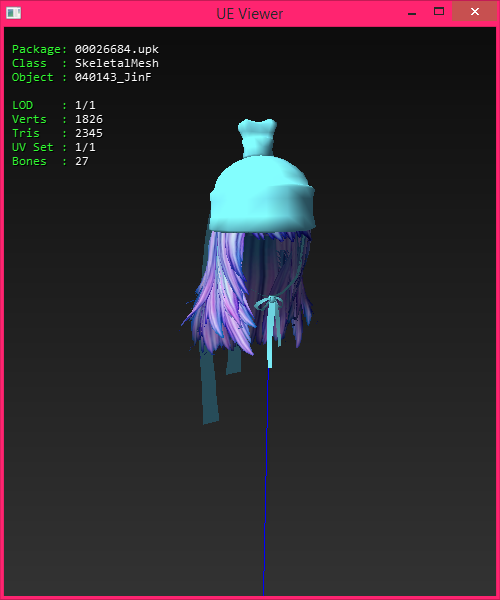 UE Viewer
Package: 00026684.upk
Class : SkeletalMesh
Object : 040143_JinF
LOD : 1/1
Verts : 1826
Tris : 2345
UV Set : 1/1
Bones : 27